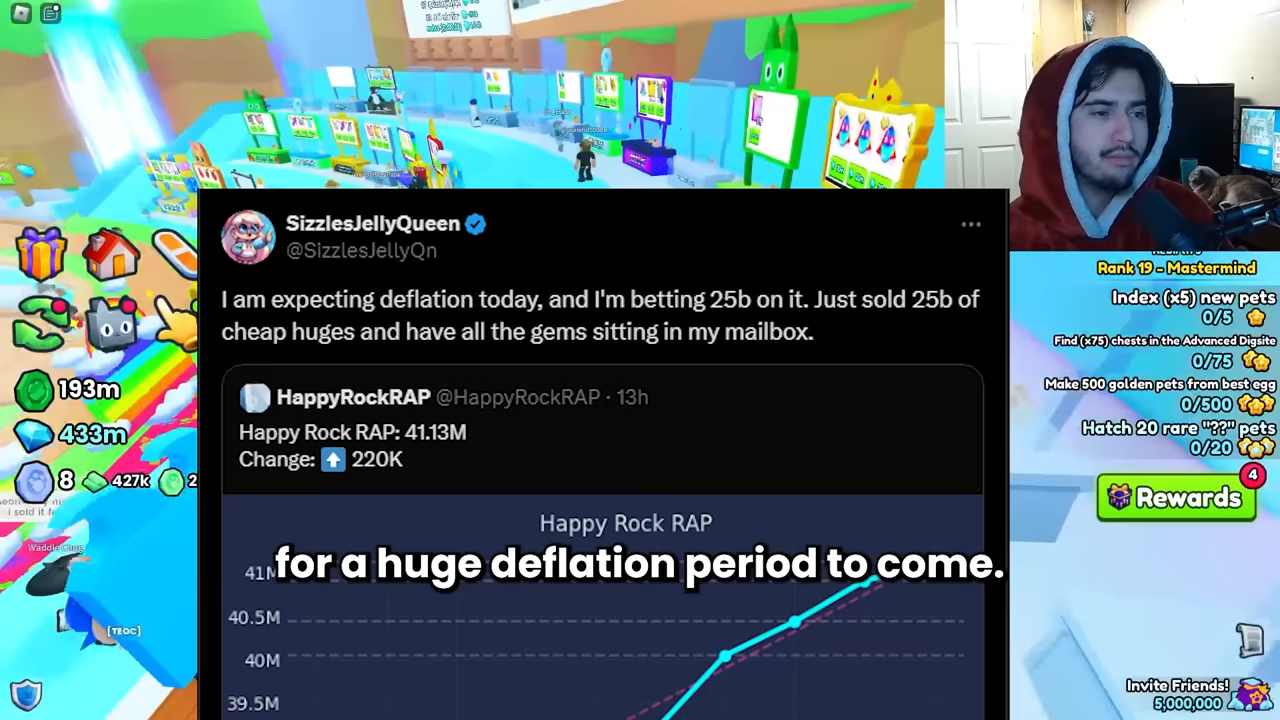 SizzlesJellyQueen
@SizzlesJellyQn
I am expecting deflation today, and I'm betting 25b on it. Just sold 25b of
cheap huges and have all the gems sitting in my mailbox.
HappyRockRAP @HappyRockRAP · 13h
Happy Rock RAP: 41.13M
Change: ⬆ 220K
Happy Rock RAP
for a huge deflation period to come.
41M
40.5M
40M
39.5M
193m
433m
8
427k
2
i sold it fo
[TEOC]
Rank 19 - Mastermind
Index (x5) new pets
0/5
Find (x75) chests in the Advanced Digsite
0/75
Make 500 golden pets from best egg
0/500
Hatch 20 rare "??" pets
0/20
4
Rewards
Invite Friends!
5,000,000